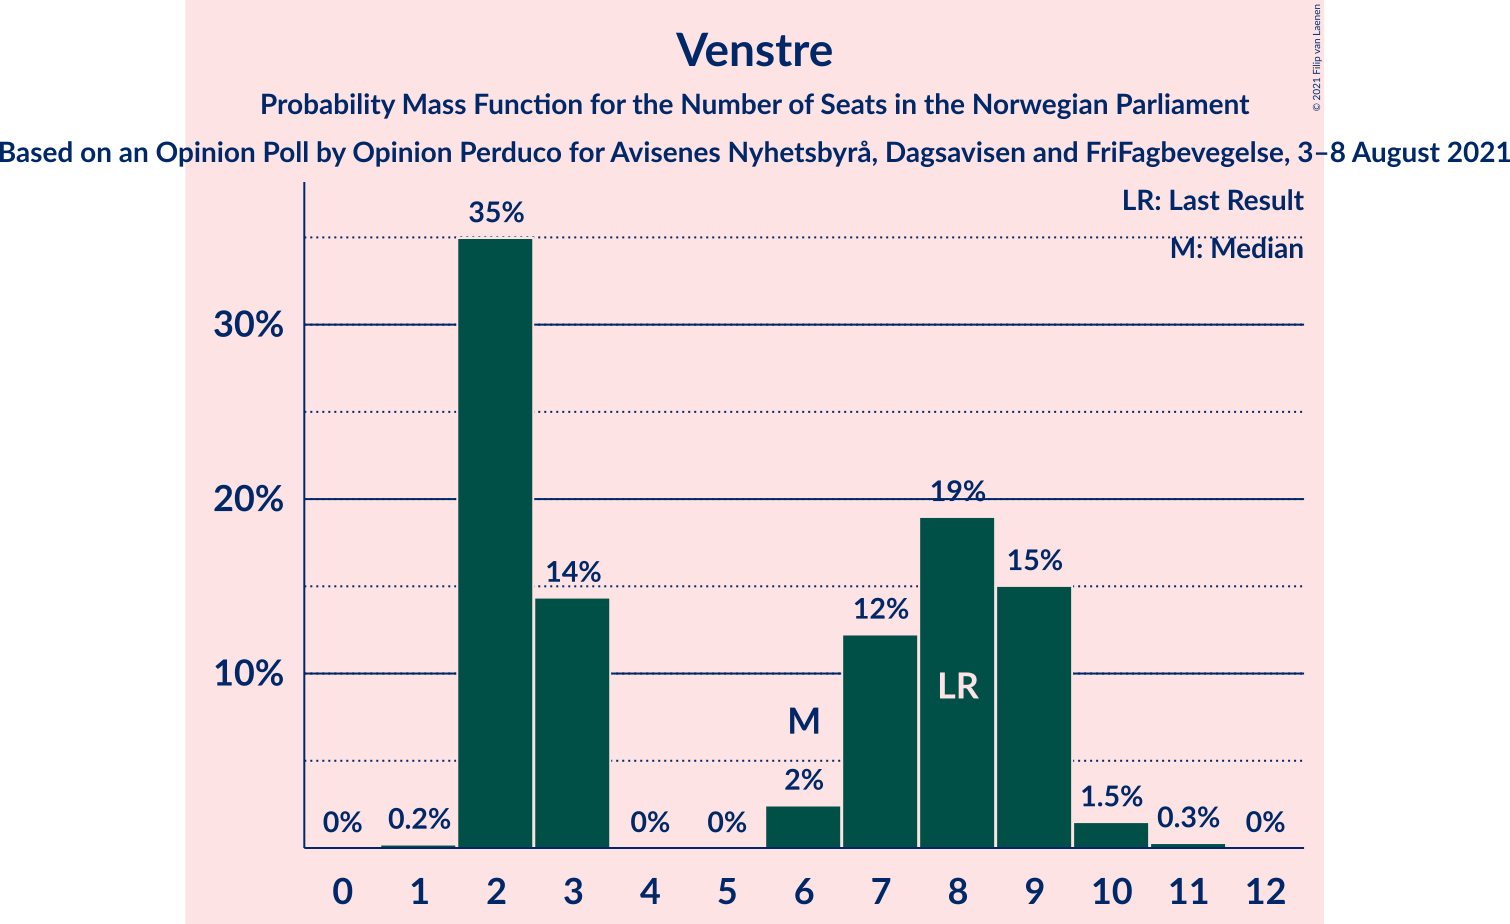 Venstre
Probability Mass Function for the Number of Seats in the Norwegian Parliament
Based on an Opinion Poll by Opinion Perduco for Avisenes Nyhetsbyrå, Dagsavisen and FriFagbevegelse, 3–8 August 2021
© 2021 Filip van Laenen
LR: Last Result
M: Median
35%
30%
20%
19%
15%
14%
12%
10%
LR
M
2%
1.5%
0% 0.2% 0% 0% 0.3% 0%
0 1 2 3 4 5 6 7 8 9 10 11 12